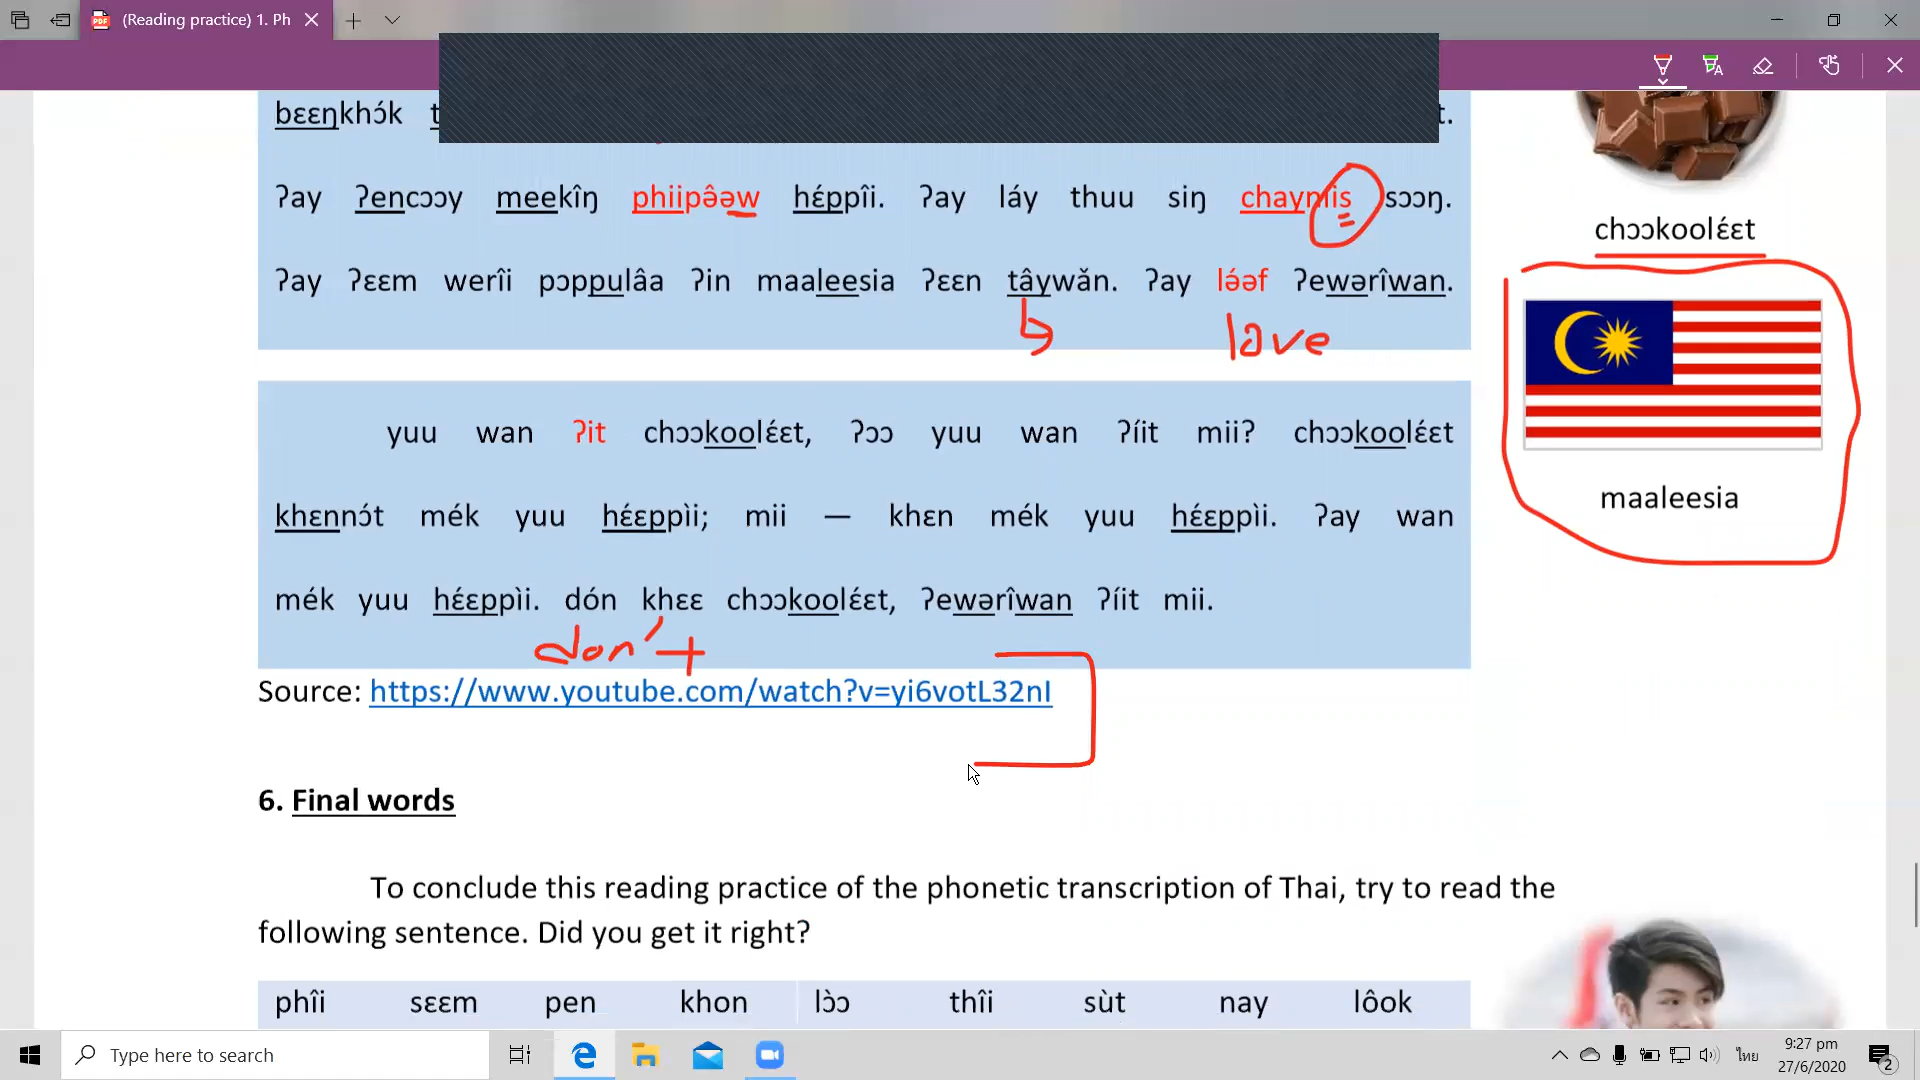 (Reading practice) 1. Ph
bɛɛŋkhɔ́k
ʔay ʔencɔɔy meekîŋ phiipâəw hɛ́ppîi. ʔay láy thuu siŋ chaymîs sɔɔŋ.
ʔay ʔɛɛm werîi pɔppulâa ʔin maaleesia ʔɛɛn tâywǎn. ʔay lə́əf ʔewərîwan.
love
yuu wan ʔit chɔɔkoolɛ́ɛt, ʔɔɔ yuu wan ʔíit mii? chɔɔkoolɛ́ɛt
khɛnnɔ́t mék yuu hɛ́ɛppìi; mii — khɛn mék yuu hɛ́ɛppìi. ʔay wan
mék yuu hɛ́ɛppìi. dón khɛɛ chɔɔkoolɛ́ɛt, ʔewərîwan ʔíit mii.
don't
Source: https://www.youtube.com/watch?v=yi6votL32nI
6. Final words
To conclude this reading practice of the phonetic transcription of Thai, try to read the
following sentence. Did you get it right?
phîi sɛɛm pen khon lɔ̀ɔ thîi sùt nay lôok
chɔɔkoolɛ́ɛt
maaleesia
Type here to search
ไทย
9:27 pm
27/6/2020
2